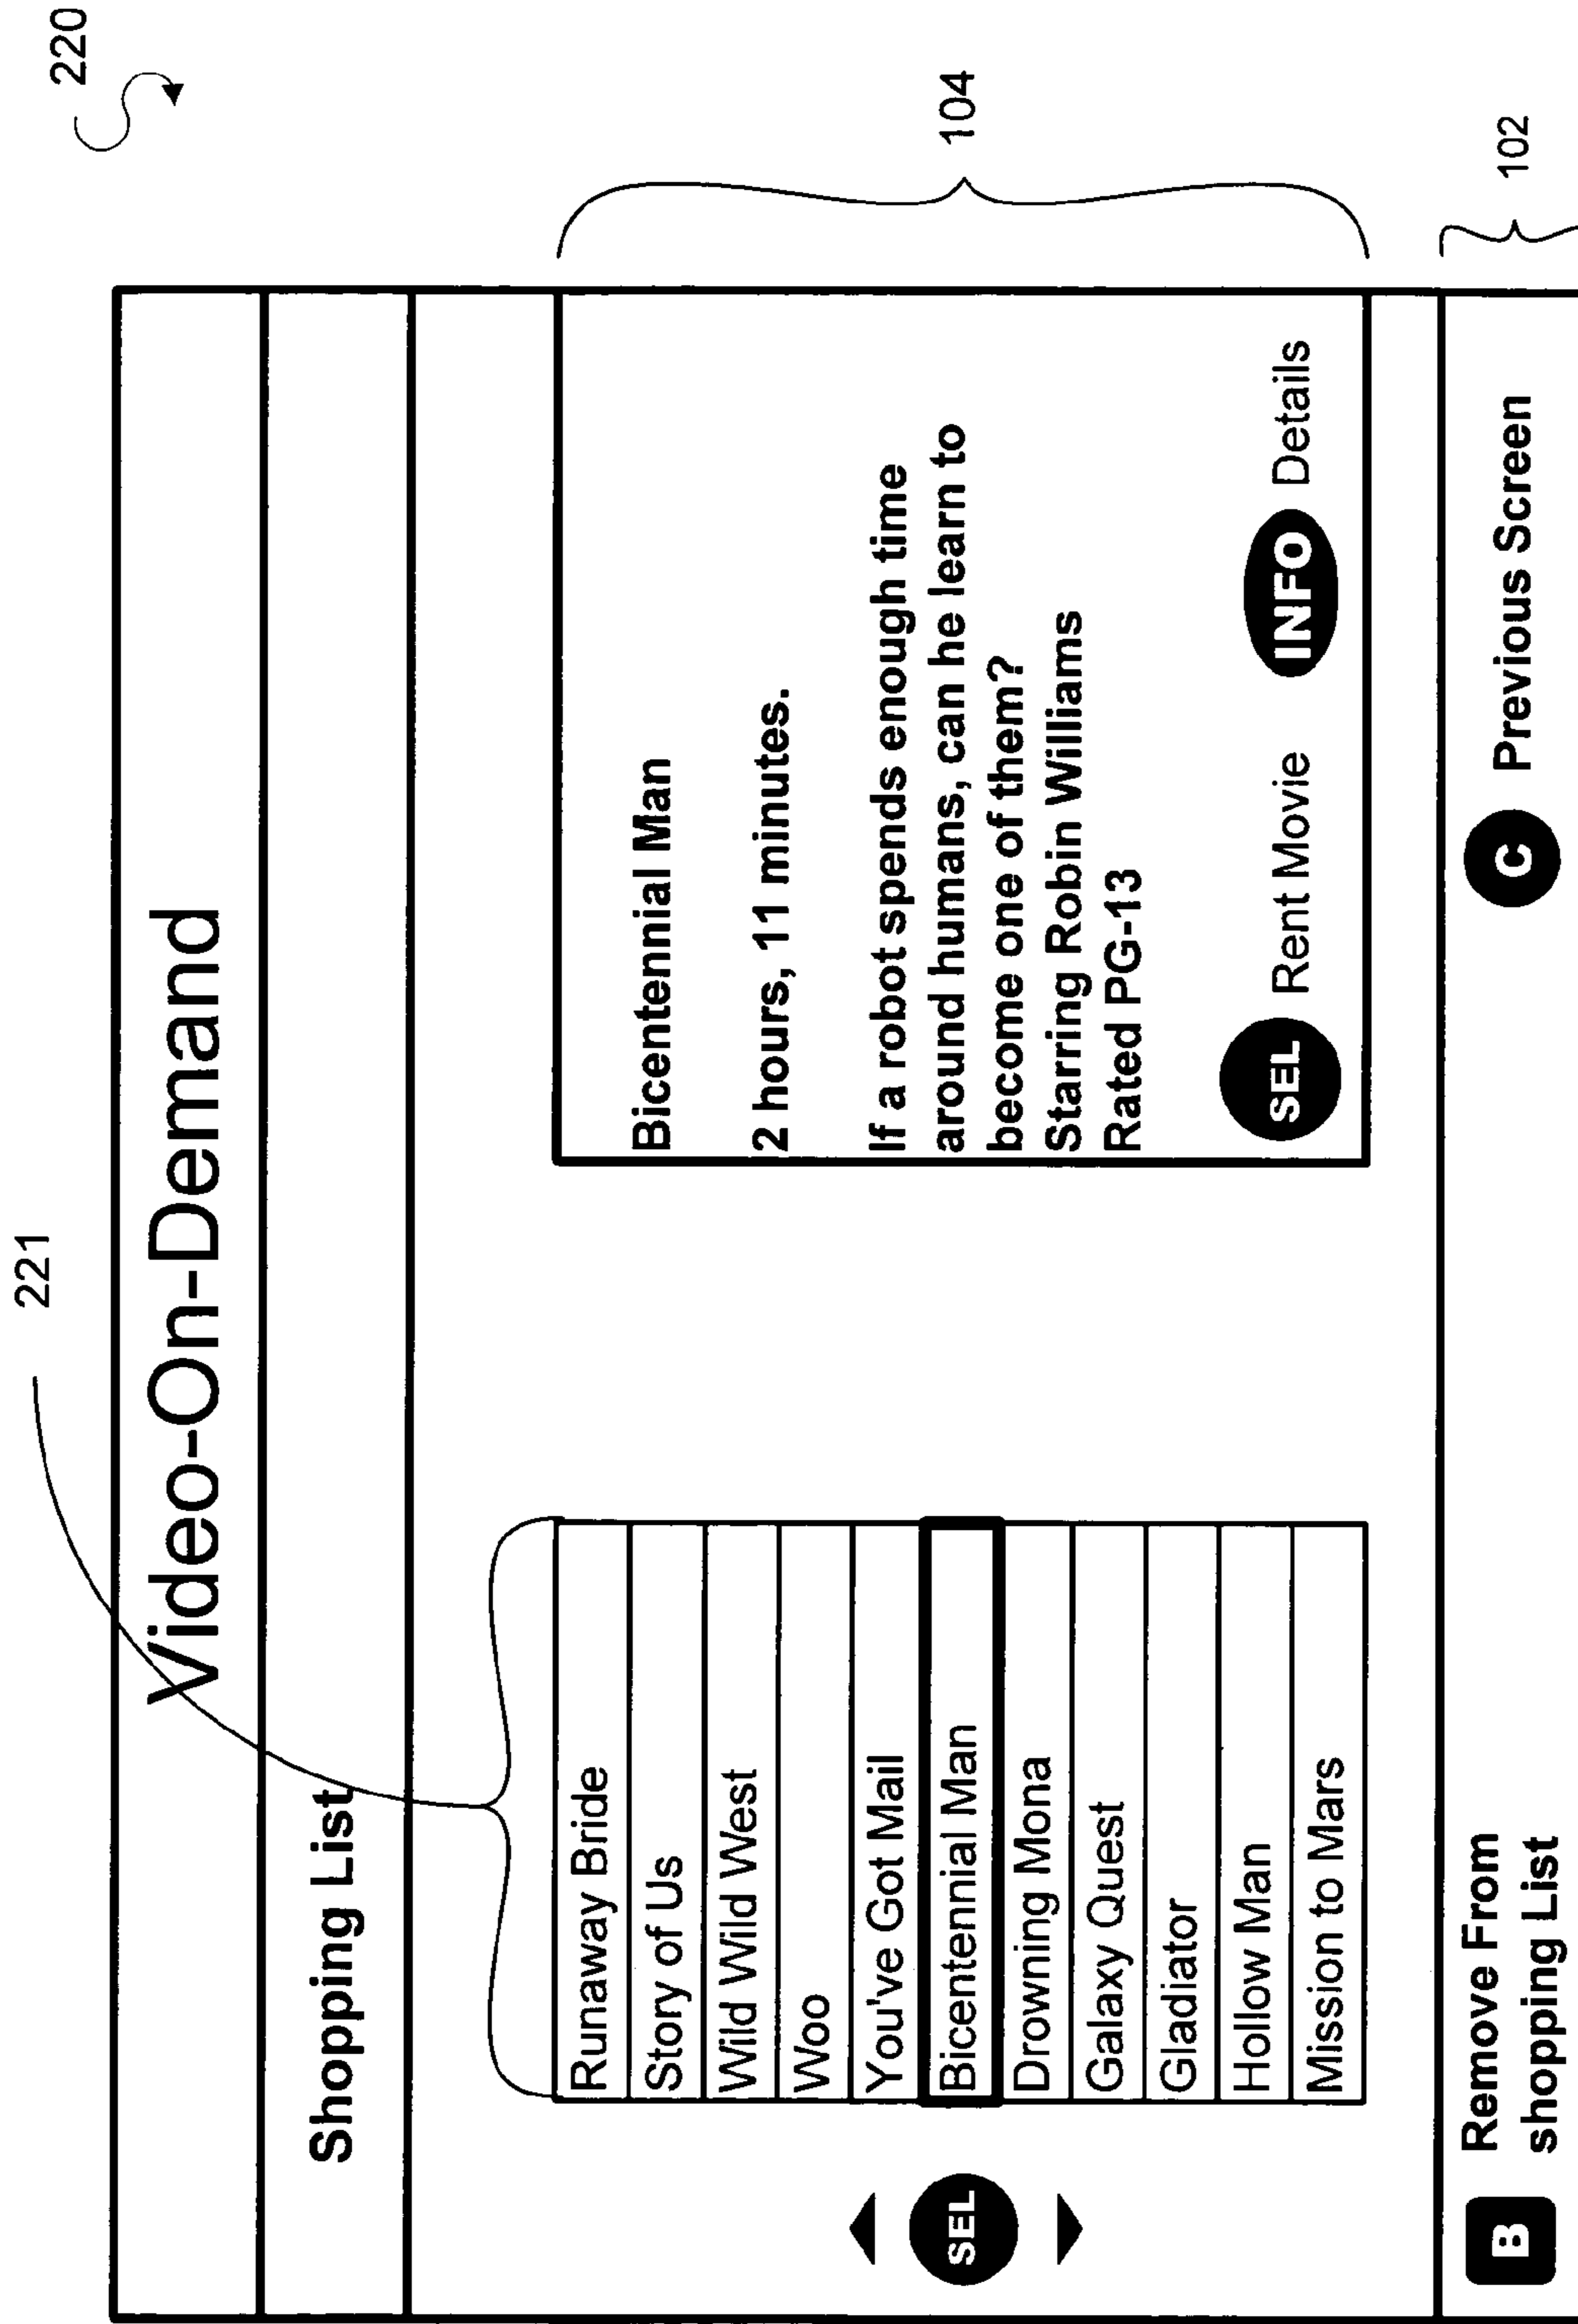 220
221
Video-On-Demand
Shopping List
Runaway Bride
Story of Us
Wild Wild West
Woo
You've Got Mail
Bicentennial Man
Drowning Mona
Galaxy Quest
Gladiator
Hollow Man
Mission to Mars
SEL
Bicentennial Man
2 hours, 11 minutes.
If a robot spends enough time
around humans, can he learn to
become one of them?
Starring Robin Williams
Rated PG-13
SEL Rent Movie INFO Details
104
B Remove From
shopping List
C Previous Screen
102